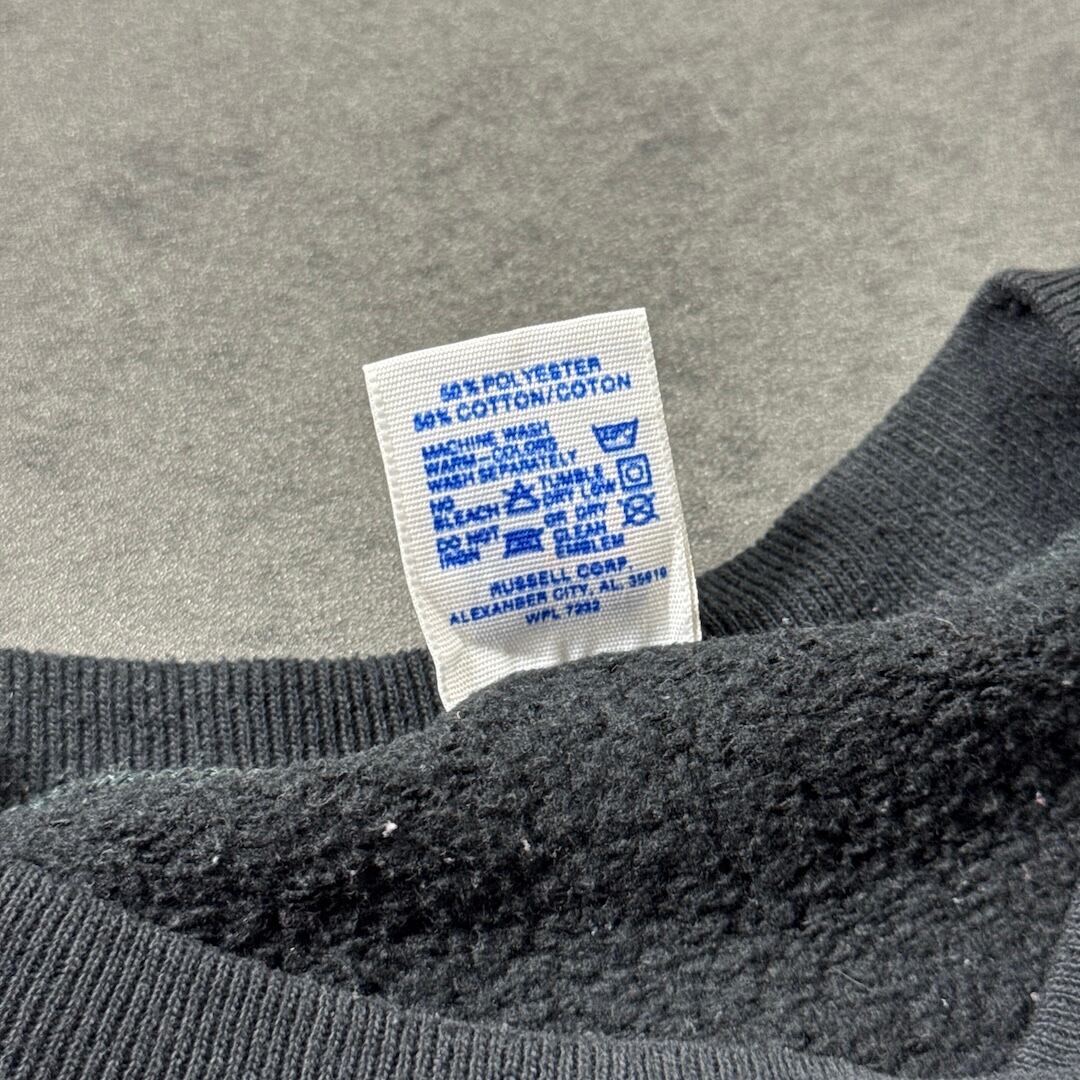 50% POLYESTER
50% COTTON/COTON
MACHINE WASH
WARM-COLORS
WASH SEPARATELY
NO BLEACH
TUMBLE DRY LOW
DO NOT IRON
OR DRY CLEAN EMBLEM
RUSSELL CORP.
ALEXANDER CITY, AL. 35010
WPL 7232